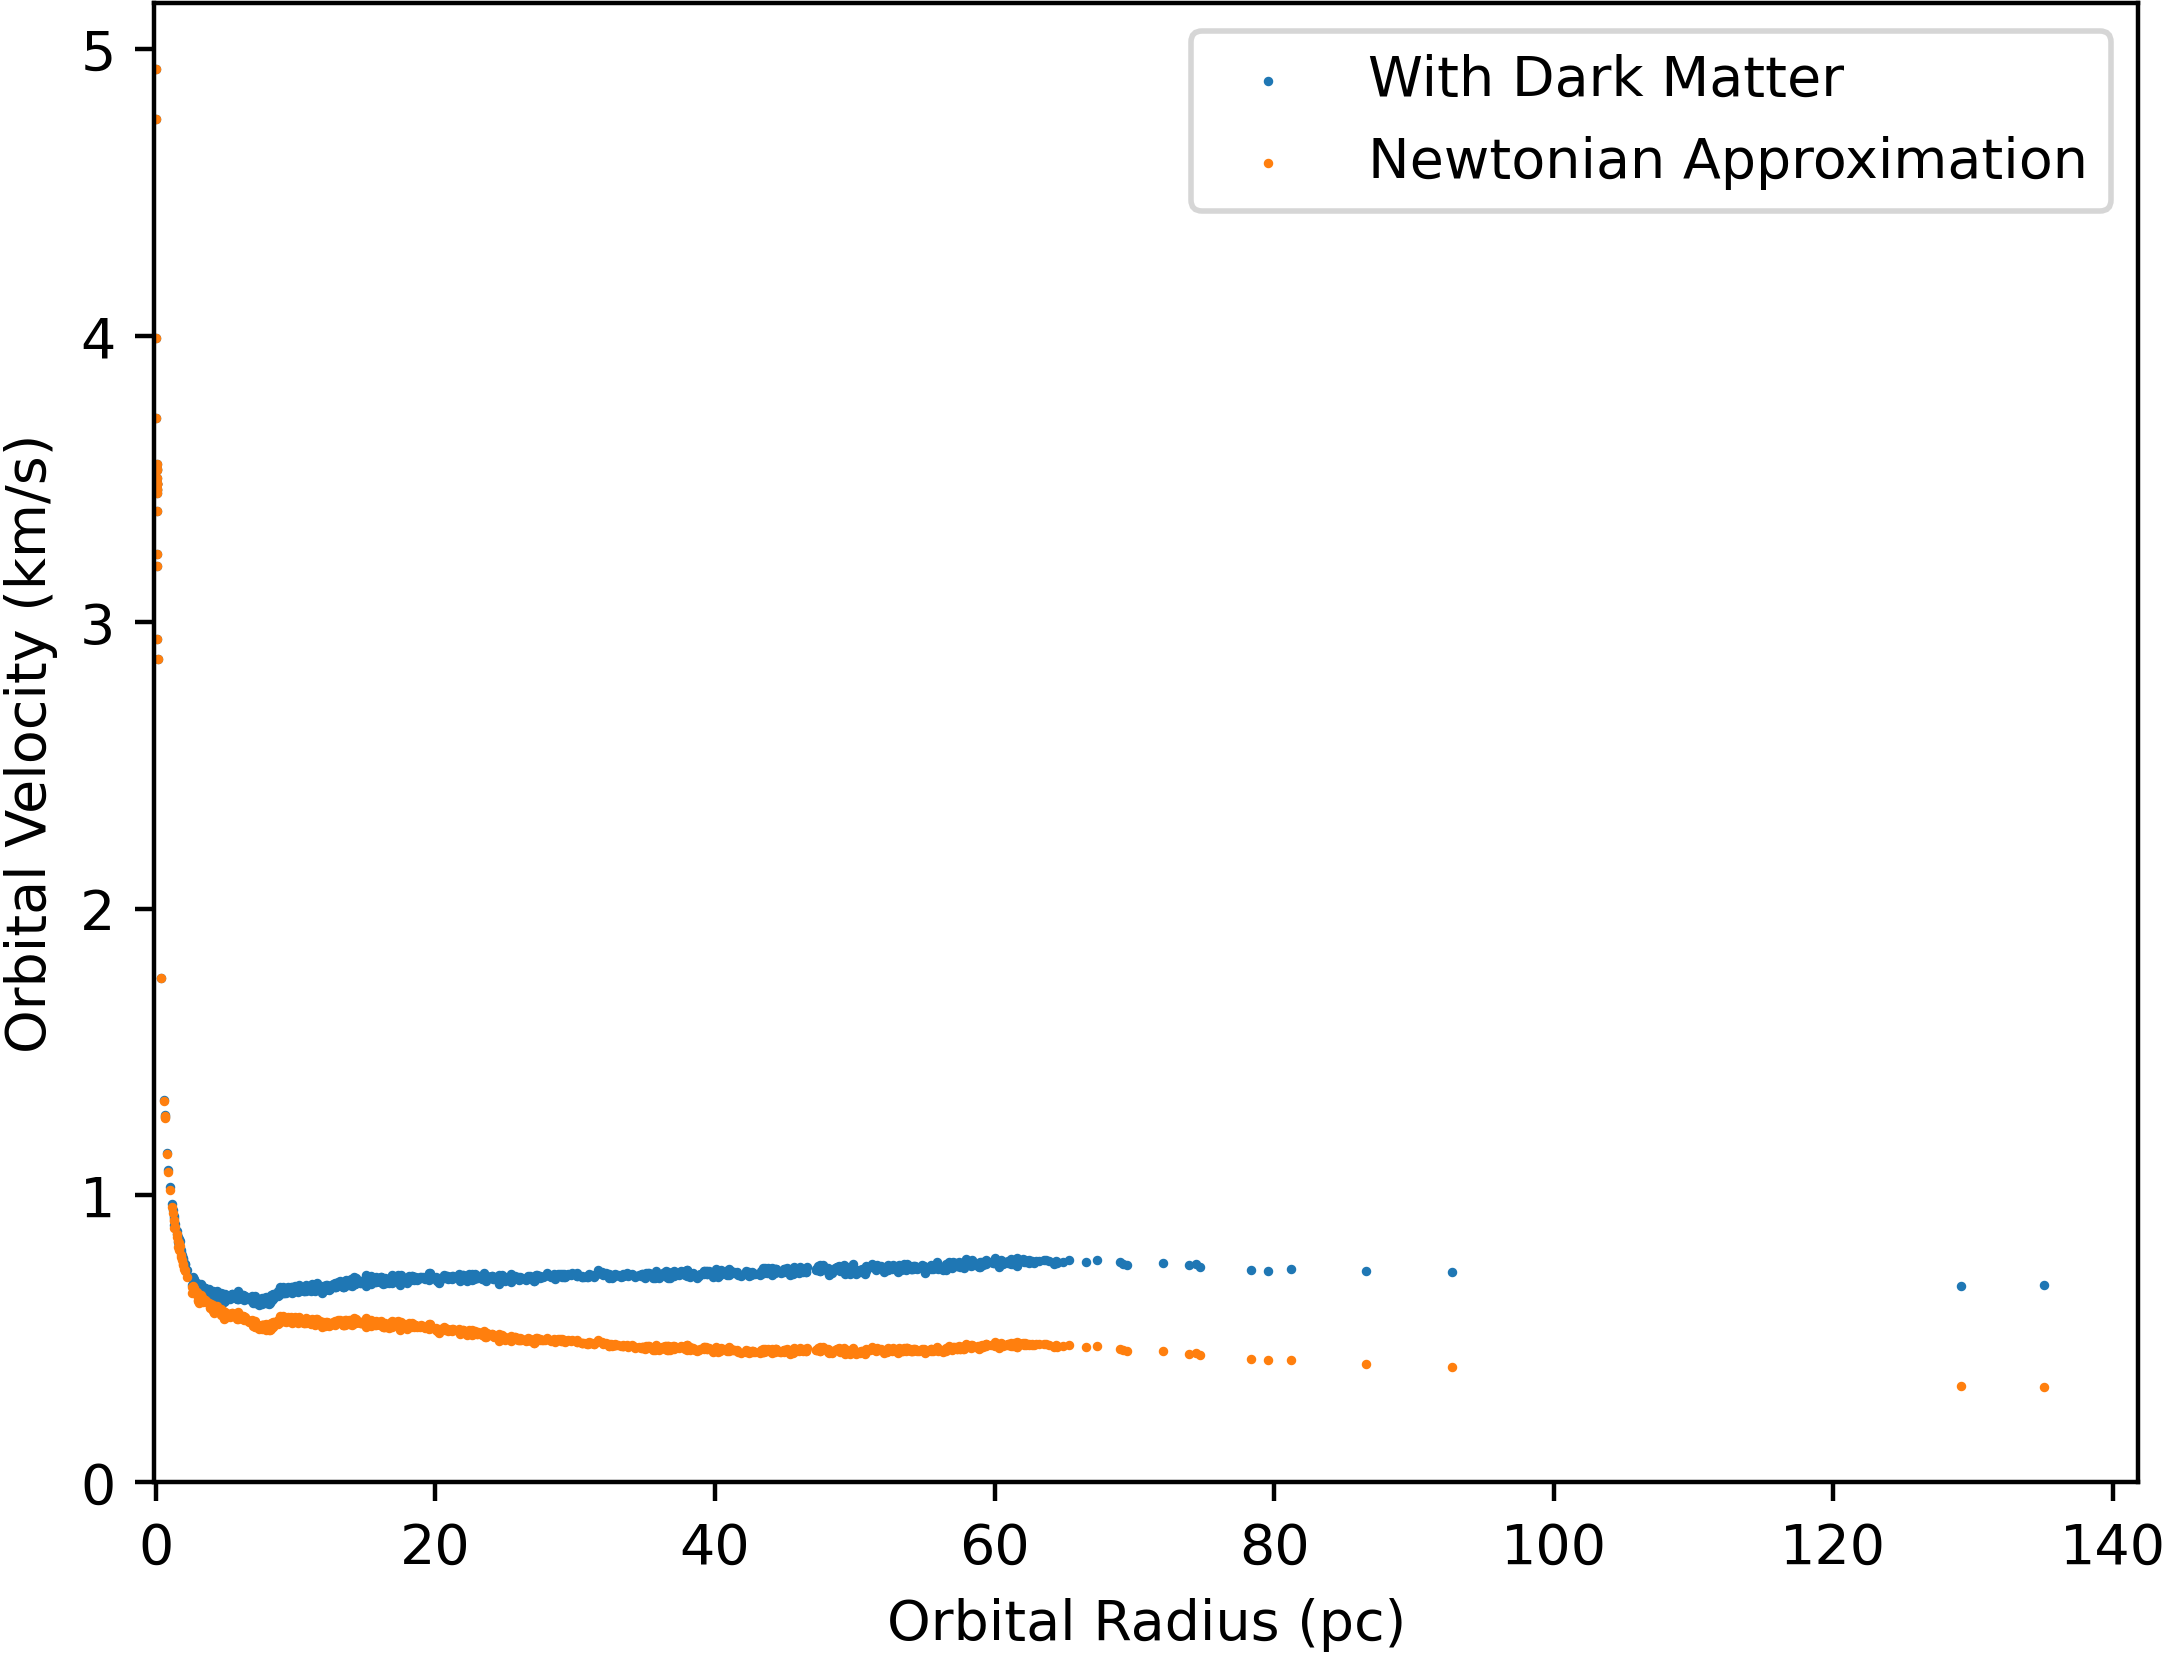 With Dark Matter
Newtonian Approximation
5
4
3
2
1
0
Orbital Velocity (km/s)
0 20 40 60 80 100 120 140
Orbital Radius (pc)